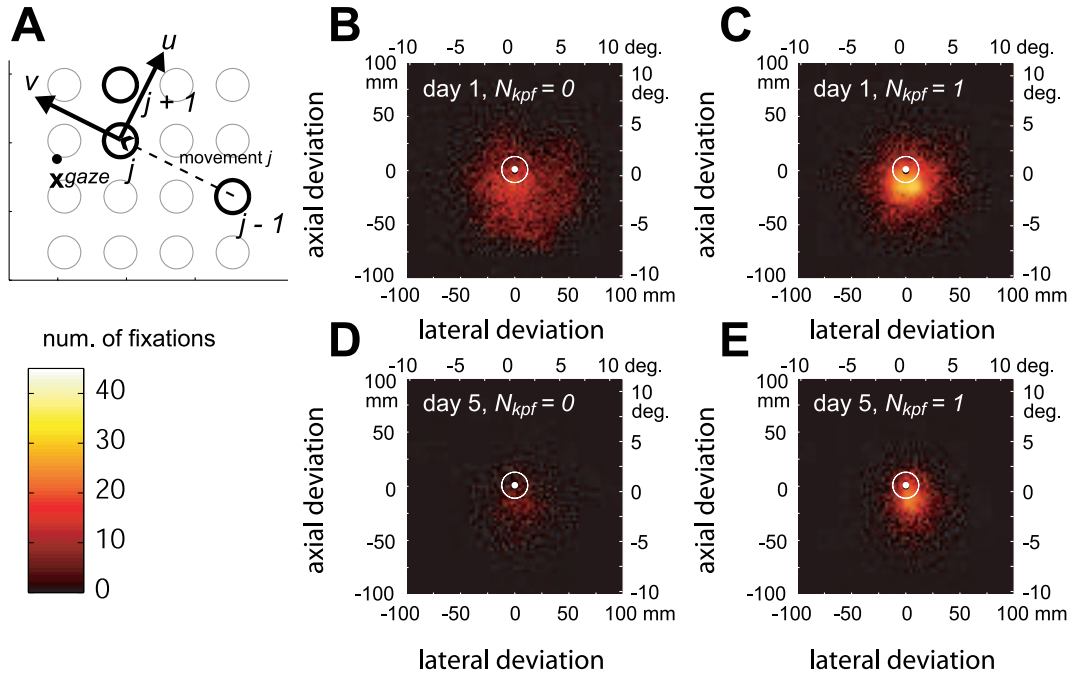 A
u
v
j + 1
movement j
x^gaze
j
j - 1
num. of fixations
40
30
20
10
0
B
-10 -5 0 5 10 deg.
100
mm
50
0
-50
-100
axial deviation
day 1, N_kpf = 0
10
deg.
5
0
-5
-10
-100 -50 0 50 100 mm
lateral deviation
C
-10 -5 0 5 10 deg.
100
mm
50
0
-50
-100
axial deviation
day 1, N_kpf = 1
10
deg.
5
0
-5
-10
-100 -50 0 50 100 mm
lateral deviation
D
-10 -5 0 5 10 deg.
100
mm
50
0
-50
-100
axial deviation
day 5, N_kpf = 0
10
deg.
5
0
-5
-10
-100 -50 0 50 100 mm
lateral deviation
E
-10 -5 0 5 10 deg.
100
mm
50
0
-50
-100
axial deviation
day 5, N_kpf = 1
10
deg.
5
0
-5
-10
-100 -50 0 50 100 mm
lateral deviation